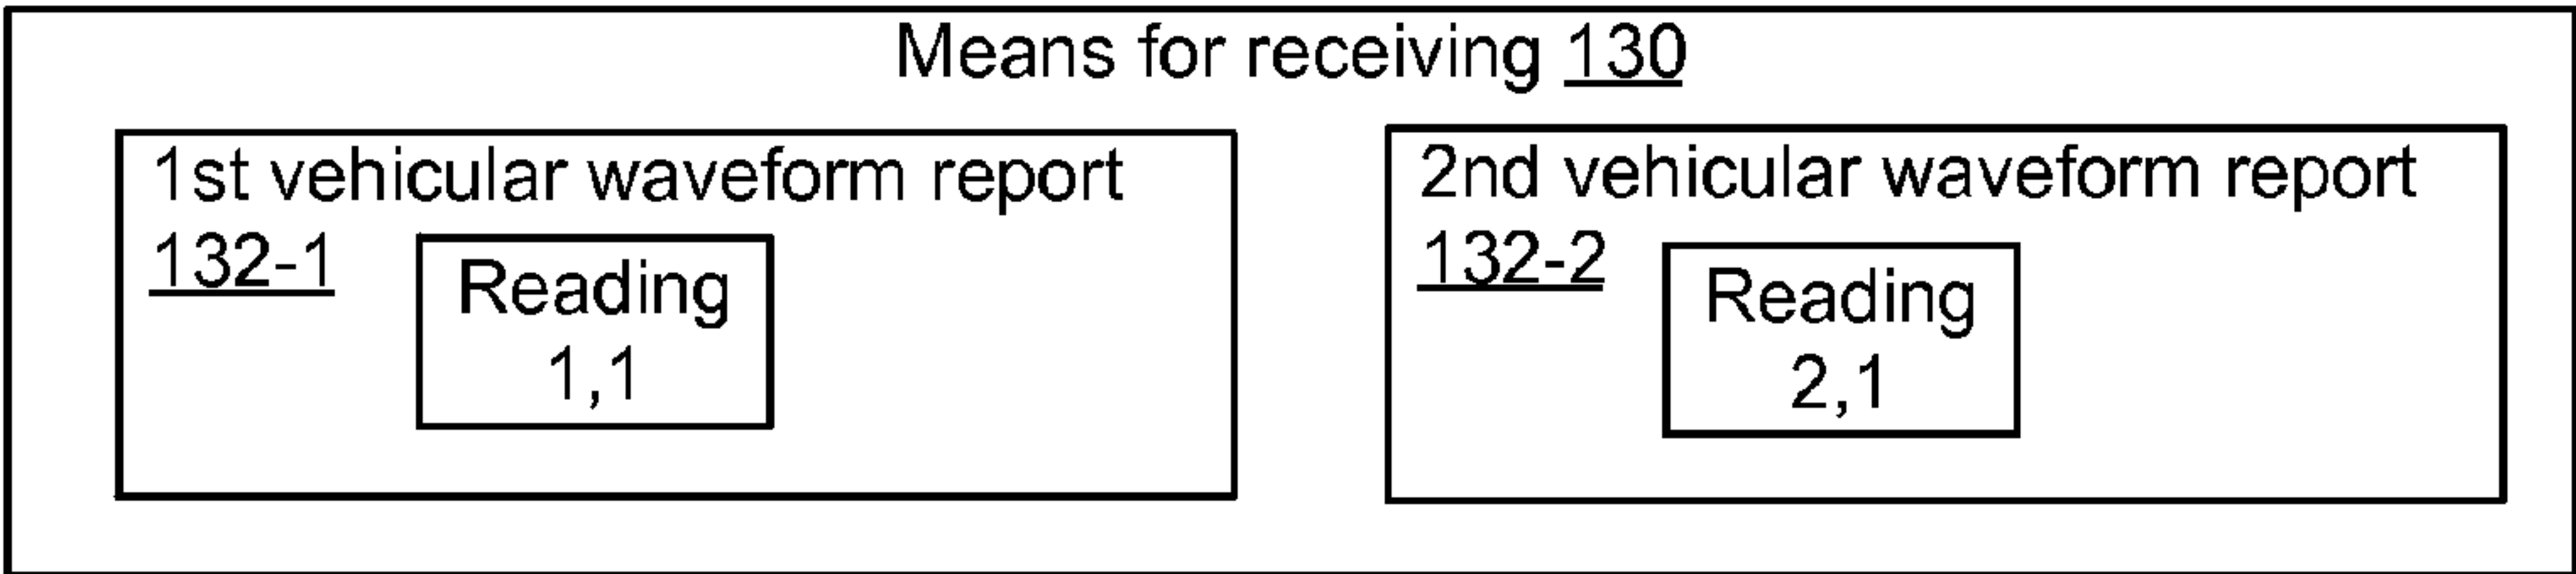 Means for receiving 130
1st vehicular waveform report
132-1
Reading
1,1
2nd vehicular waveform report
132-2
Reading
2,1